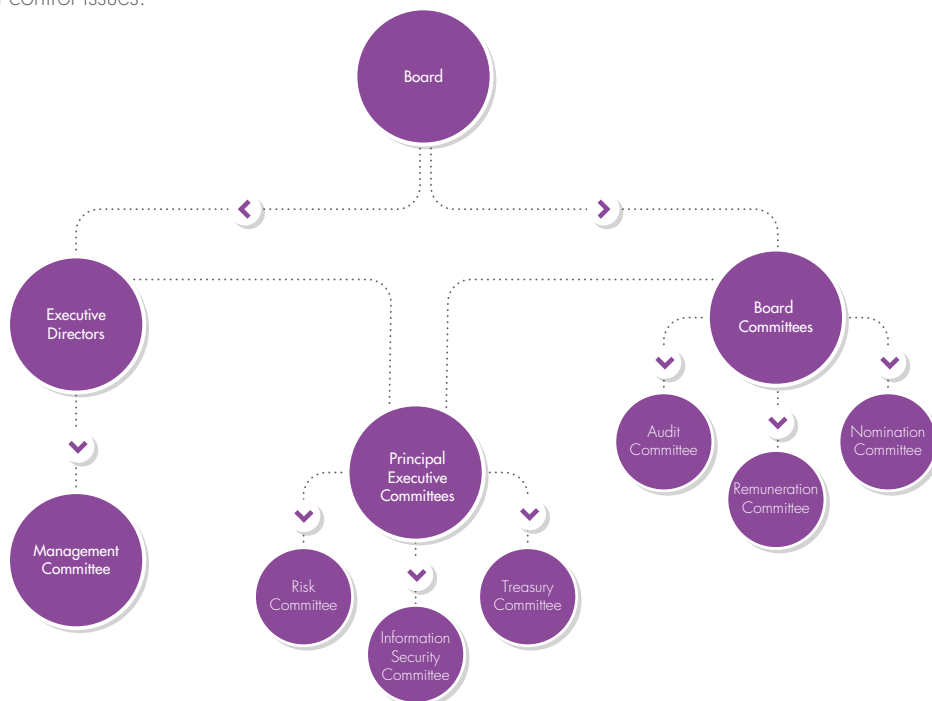 control issues.
Board
Executive
Directors
Board
Committees
Audit
Committee
Nomination
Committee
Remuneration
Committee
Principal
Executive
Committees
Management
Committee
Risk
Committee
Treasury
Committee
Information
Security
Committee